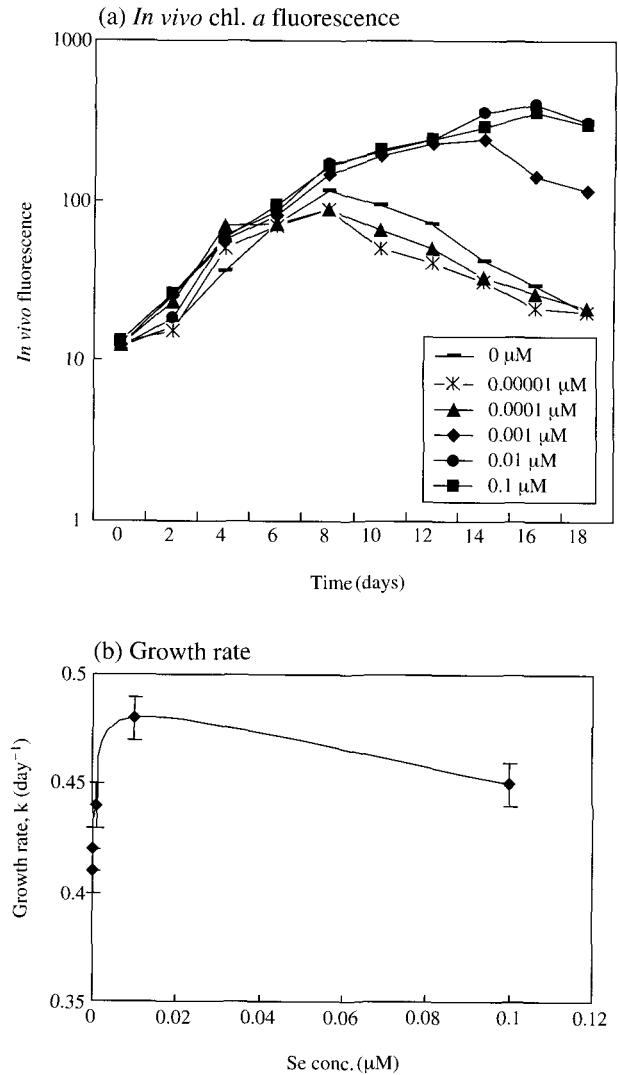 (a) In vivo chl. a fluorescence
1000
100
10
1
In vivo fluorescence
0 μM
0.00001 μM
0.0001 μM
0.001 μM
0.01 μM
0.1 μM
0 2 4 6 8 10 12 14 16 18
Time (days)
(b) Growth rate
0.5
0.45
0.4
0.35
Growth rate, k (day⁻¹)
0 0.02 0.04 0.06 0.08 0.1 0.12
Se conc. (μM)